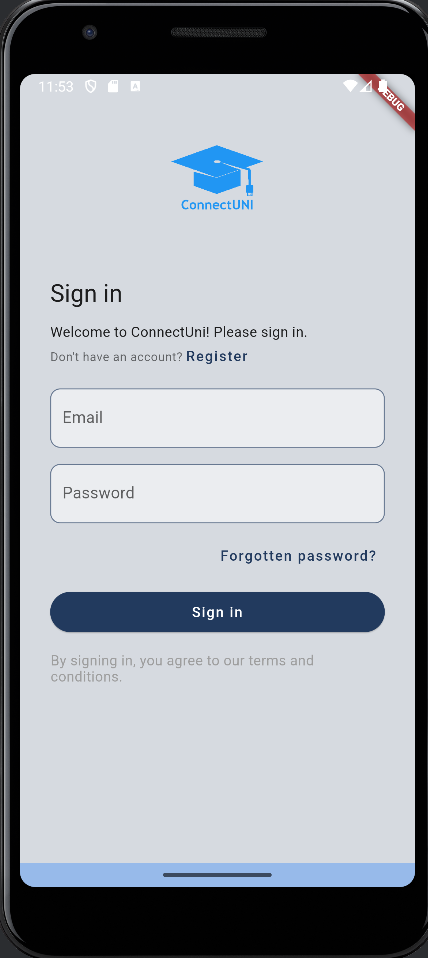 11:53
DEBUG
ConnectUNI
Sign in
Welcome to ConnectUni! Please sign in.
Don't have an account? Register
Email
Password
Forgotten password?
Sign in
By signing in, you agree to our terms and
conditions.